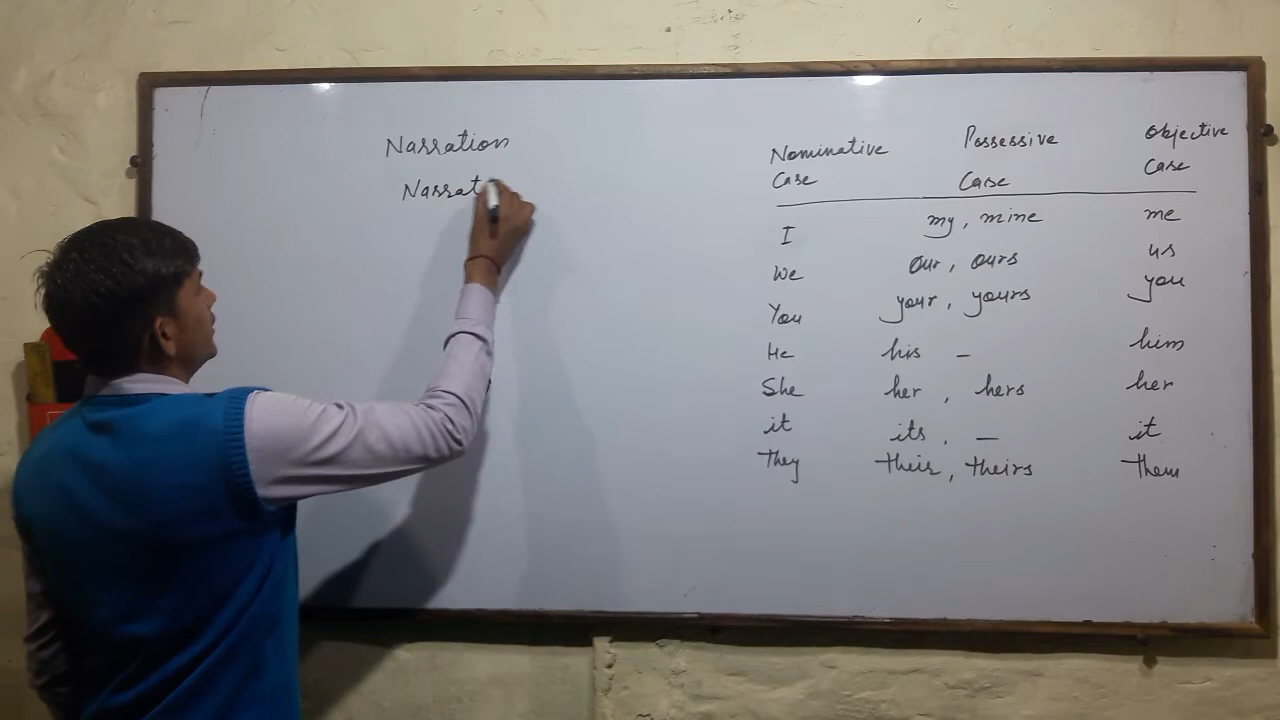 Narration
Narrat
Nominative Case Possessive Case Objective Case
I my, mine me
We our, ours us
You your, yours you
He his – him
She her, hers her
it its, – it
They their, theirs them